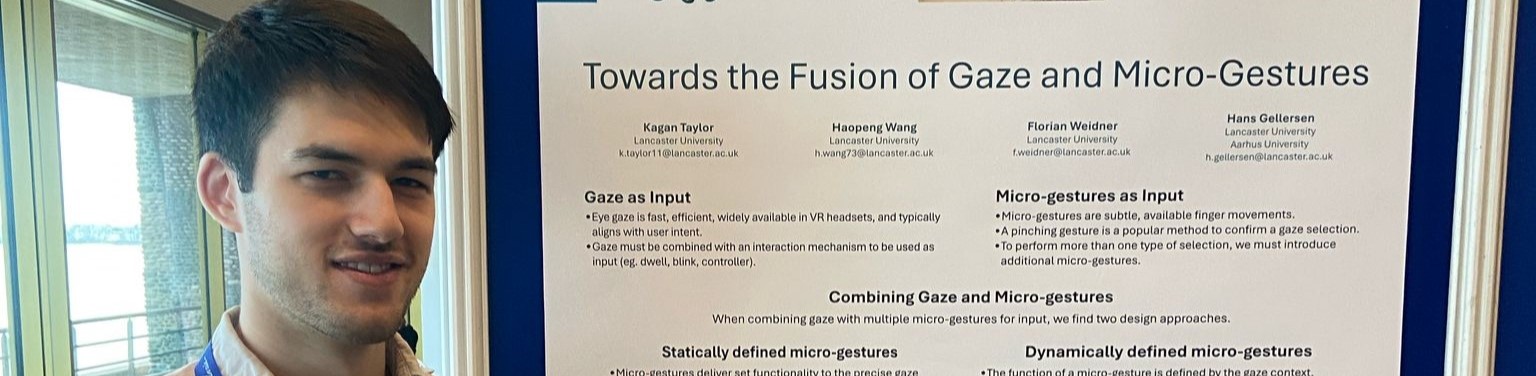 Towards the Fusion of Gaze and Micro-Gestures
Kagan Taylor
Lancaster University
k.taylor11@lancaster.ac.uk
Haopeng Wang
Lancaster University
h.wang73@lancaster.ac.uk
Florian Weidner
Lancaster University
f.weidner@lancaster.ac.uk
Hans Gellersen
Lancaster University
Aarhus University
h.gellersen@lancaster.ac.uk
Gaze as Input
•Eye gaze is fast, efficient, widely available in VR headsets, and typically
aligns with user intent.
•Gaze must be combined with an interaction mechanism to be used as
input (eg. dwell, blink, controller).
Micro-gestures as Input
•Micro-gestures are subtle, available finger movements.
•A pinching gesture is a popular method to confirm a gaze selection.
•To perform more than one type of selection, we must introduce
additional micro-gestures.
Combining Gaze and Micro-gestures
When combining gaze with multiple micro-gestures for input, we find two design approaches.
Statically defined micro-gestures
•Micro-gestures deliver set functionality to the precise gaze
Dynamically defined micro-gestures
•The function of a micro-gesture is defined by the gaze context.